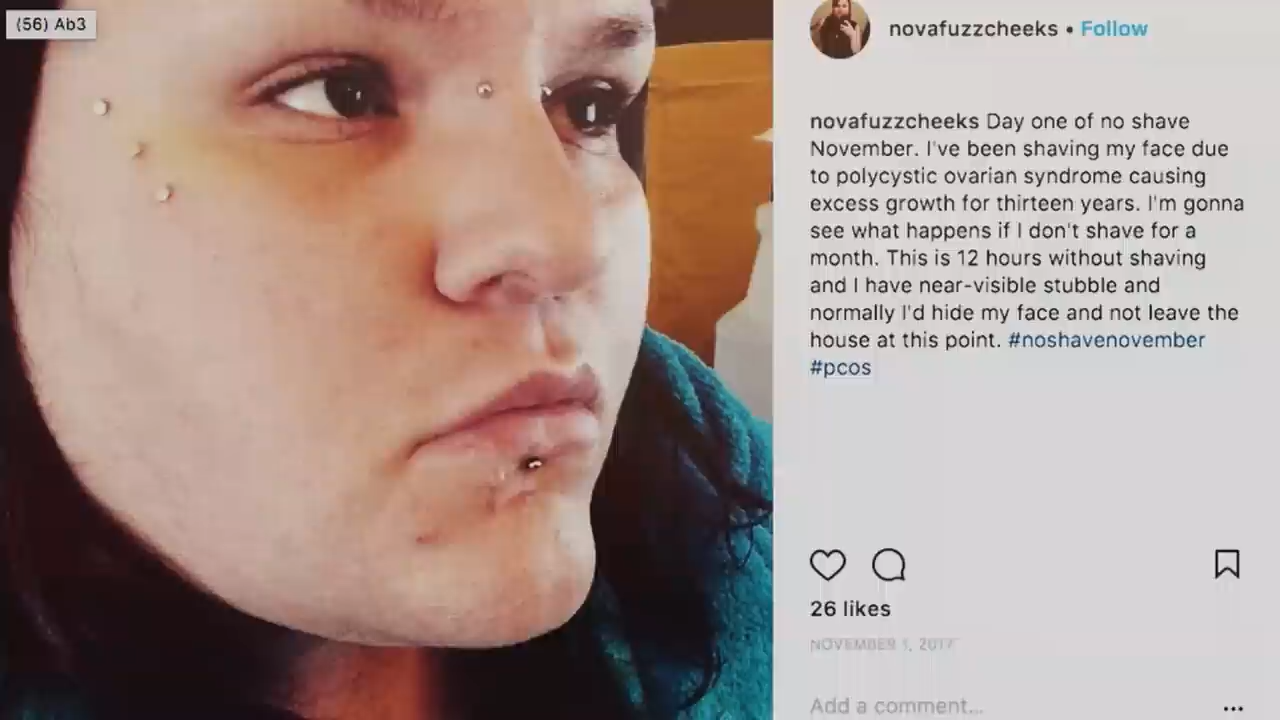 (56) Ab3
novafuzzcheeks • Follow
novafuzzcheeks Day one of no shave
November. I've been shaving my face due
to polycystic ovarian syndrome causing
excess growth for thirteen years. I'm gonna
see what happens if I don't shave for a
month. This is 12 hours without shaving
and I have near-visible stubble and
normally I'd hide my face and not leave the
house at this point. #noshavenovember
#pcos
26 likes
NOVEMBER 1, 2017
Add a comment...